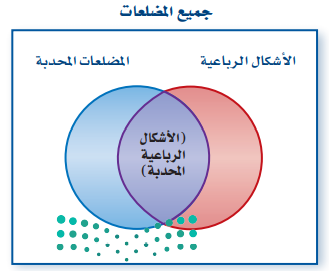 جميع المضلعات
الأشكال الرباعية
المضلعات المحدبة
(الأشكال
الرباعية
المحدبة)